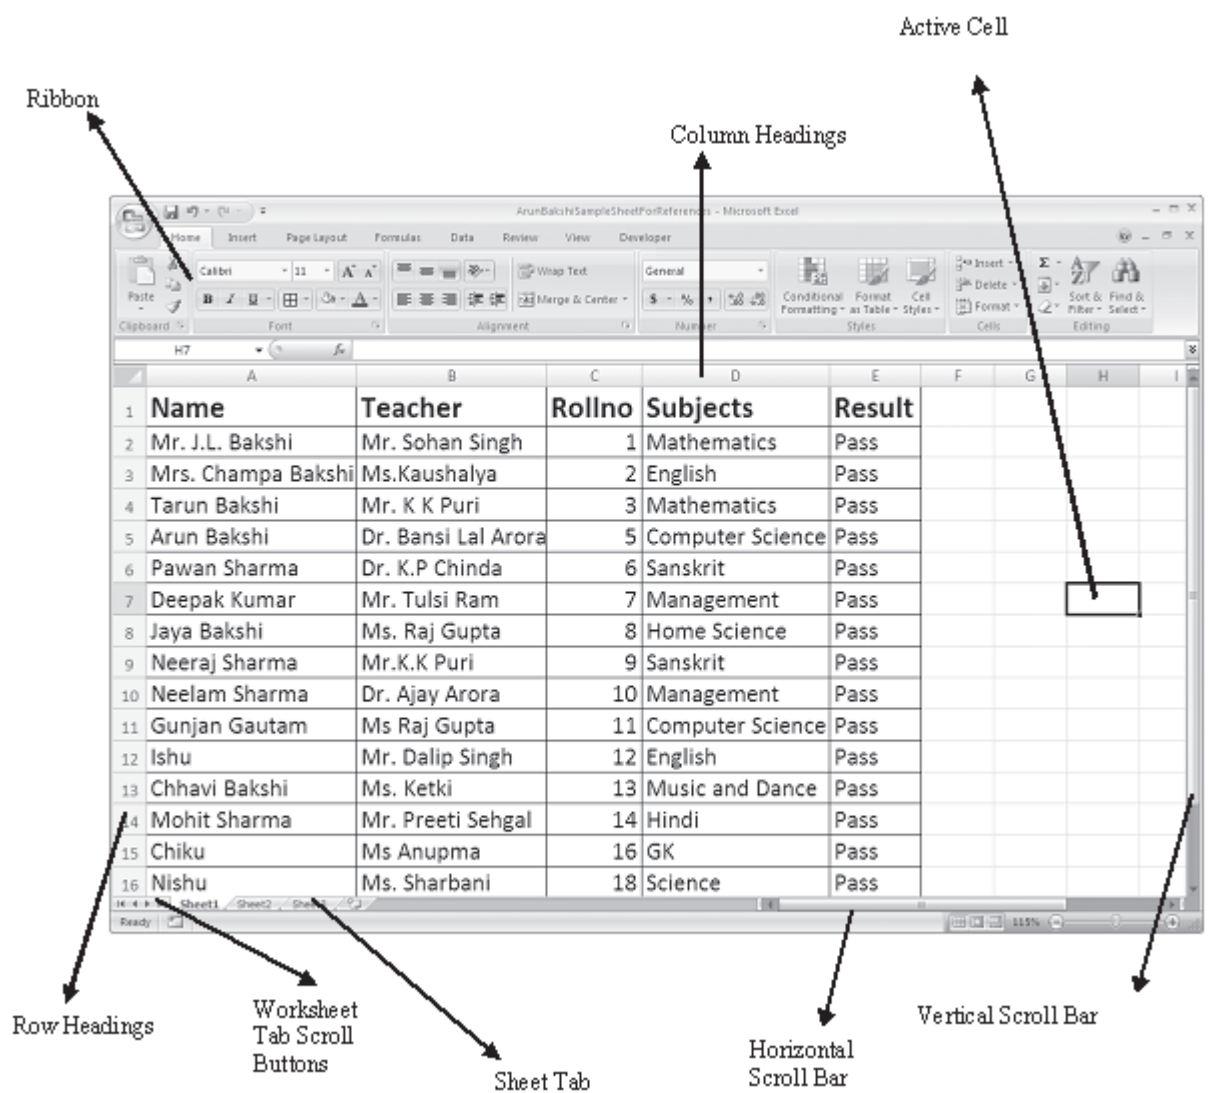 Active Cell
Ribbon
Column Headings
ArunBakshiSampleSheetForReferences - Microsoft Excel
Home Insert Page Layout Formulas Data Review View Developer
Calibri 11 Wrap Text General Insert
Paste B I U Merge & Center $ % , Conditional Formatting Format as Table Cell Styles Delete Format Sort & Filter Find & Select
Clipboard Font Alignment Number Styles Cells Editing
H7 fx
A B C D E F G H I
1 Name Teacher Rollno Subjects Result
2 Mr. J.L. Bakshi Mr. Sohan Singh 1 Mathematics Pass
3 Mrs. Champa Bakshi Ms.Kaushalya 2 English Pass
4 Tarun Bakshi Mr. K K Puri 3 Mathematics Pass
5 Arun Bakshi Dr. Bansi Lal Arora 5 Computer Science Pass
6 Pawan Sharma Dr. K.P Chinda 6 Sanskrit Pass
7 Deepak Kumar Mr. Tulsi Ram 7 Management Pass
8 Jaya Bakshi Ms. Raj Gupta 8 Home Science Pass
9 Neeraj Sharma Mr.K.K Puri 9 Sanskrit Pass
10 Neelam Sharma Dr. Ajay Arora 10 Management Pass
11 Gunjan Gautam Ms Raj Gupta 11 Computer Science Pass
12 Ishu Mr. Dalip Singh 12 English Pass
13 Chhavi Bakshi Ms. Ketki 13 Music and Dance Pass
14 Mohit Sharma Mr. Preeti Sehgal 14 Hindi Pass
15 Chiku Ms Anupma 16 GK Pass
16 Nishu Ms. Sharbani 18 Science Pass
Sheet1 Sheet2
Ready 115%
Row Headings
Worksheet
Tab Scroll
Buttons
Sheet Tab
Horizontal
Scroll Bar
Vertical Scroll Bar